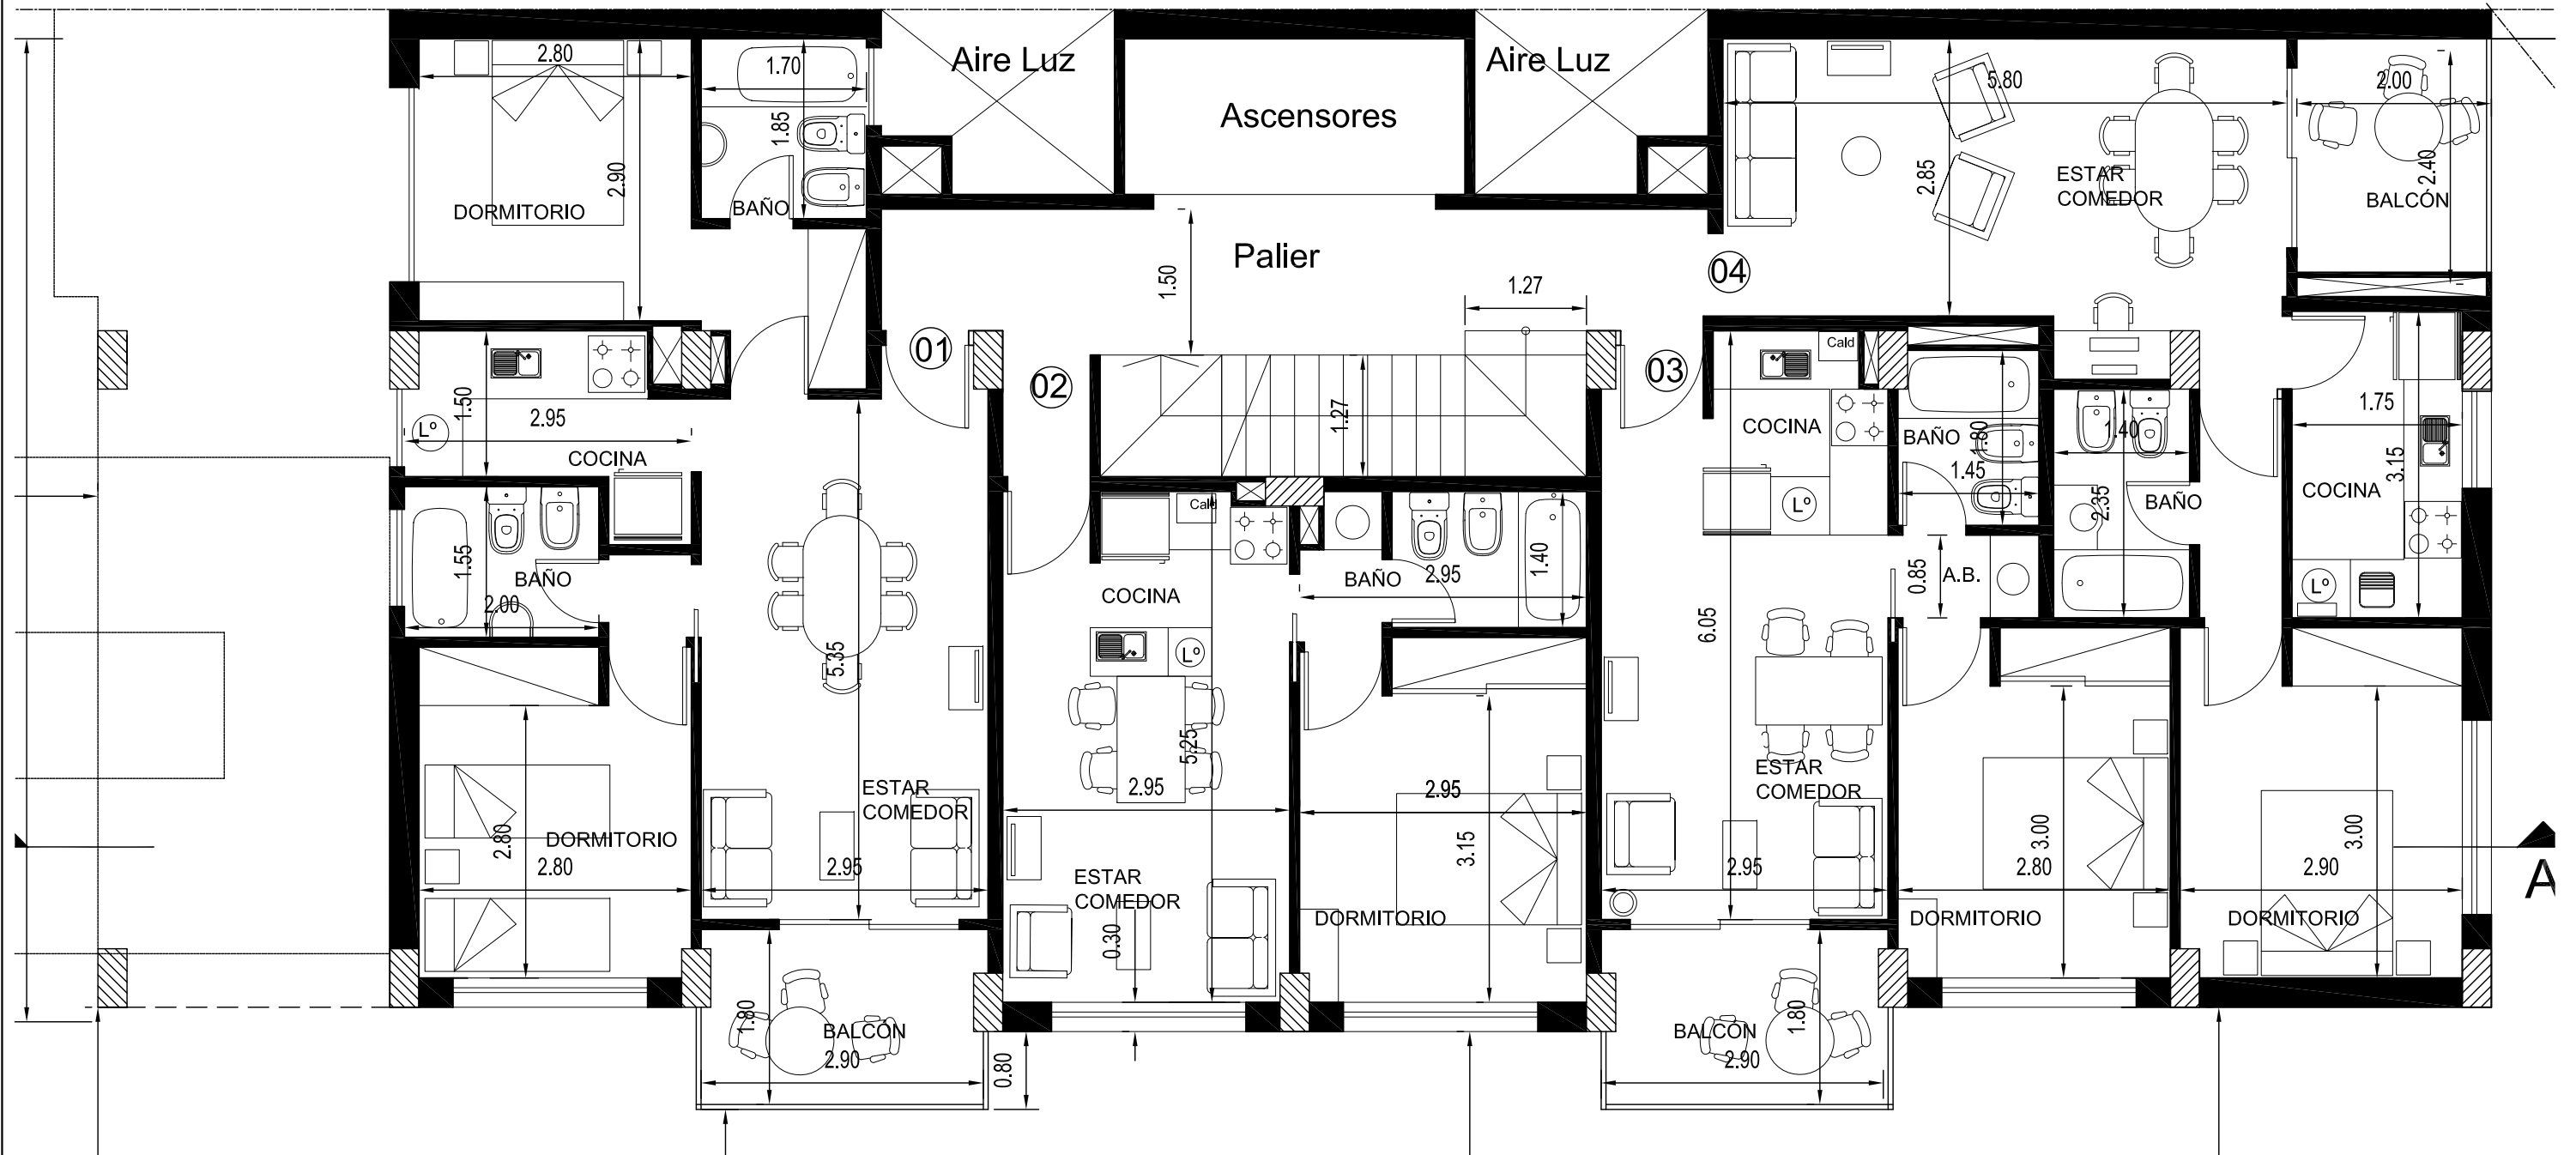 Aire Luz
Aire Luz
Ascensores
2.80
1.70
1.85
2.90
DORMITORIO
BAÑO
5.80
2.85
ESTAR
COMEDOR
2.00
2.40
BALCÓN
Palier
1.50
1.27
04
01
02
03
1.27
1.50
2.95
Lº
COCINA
1.55
BAÑO
2.00
5.35
ESTAR
COMEDOR
2.95
2.80
DORMITORIO
2.80
1.80
BALCÓN
2.90
0.80
Cald
COCINA
Lº
5.25
2.95
ESTAR
COMEDOR
0.30
BAÑO
2.95
1.40
2.95
3.15
DORMITORIO
Cald
COCINA
Lº
6.05
ESTAR
COMEDOR
2.95
BALCÓN
1.80
2.90
BAÑO
1.80
1.45
0.85
A.B.
3.00
2.80
DORMITORIO
1.40
2.35
BAÑO
1.75
3.15
COCINA
Lº
3.00
2.90
DORMITORIO
A